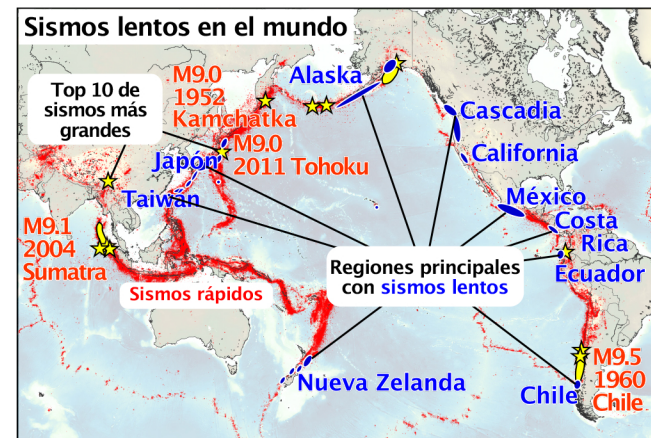 Sismos lentos en el mundo
Top 10 de
sismos más
grandes
M9.0
1952
Kamchatka
Alaska
Cascadia
California
M9.0
2011 Tohoku
Japón
Taiwán
México
Costa
Rica
Ecuador
M9.1
2004
Sumatra
Sismos rápidos
Regiones principales
con sismos lentos
Nueva Zelanda
Chile
M9.5
1960
Chile